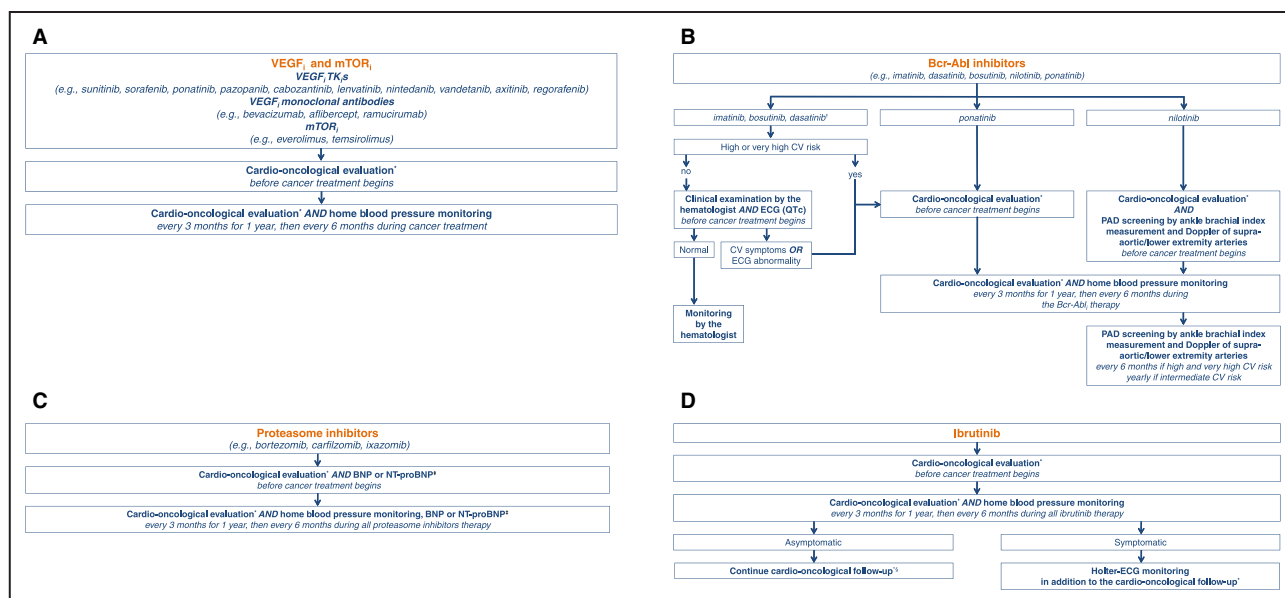 A
VEGFi and mTORi
VEGFi TKis
(e.g., sunitinib, sorafenib, ponatinib, pazopanib, cabozantinib, lenvatinib, nintedanib, vandetanib, axitinib, regorafenib)
VEGFi monoclonal antibodies
(e.g., bevacizumab, aflibercept, ramucirumab)
mTORi
(e.g., everolimus, temsirolimus)
Cardio-oncological evaluation*
before cancer treatment begins
Cardio-oncological evaluation* AND home blood pressure monitoring
every 3 months for 1 year, then every 6 months during cancer treatment
B
Bcr-Abl inhibitors
(e.g., imatinib, dasatinib, bosutinib, nilotinib, ponatinib)
imatinib, bosutinib, dasatinib†
ponatinib
nilotinib
High or very high CV risk
no
yes
Clinical examination by the
hematologist AND ECG (QTc)
before cancer treatment begins
Cardio-oncological evaluation*
before cancer treatment begins
Cardio-oncological evaluation*
AND
PAD screening by ankle brachial index
measurement and Doppler of supra-
aortic/lower extremity arteries
before cancer treatment begins
Normal
CV symptoms OR
ECG abnormality
Cardio-oncological evaluation* AND home blood pressure monitoring
every 3 months for 1 year, then every 6 months during
the Bcr-Abli therapy
Monitoring
by the
hematologist
PAD screening by ankle brachial index
measurement and Doppler of supra-
aortic/lower extremity arteries
every 6 months if high and very high CV risk
yearly if intermediate CV risk
C
Proteasome inhibitors
(e.g., bortezomib, carfilzomib, ixazomib)
Cardio-oncological evaluation* AND BNP or NT-proBNP‡
before cancer treatment begins
Cardio-oncological evaluation* AND home blood pressure monitoring, BNP or NT-proBNP‡
every 3 months for 1 year, then every 6 months during all proteasome inhibitors therapy
D
Ibrutinib
Cardio-oncological evaluation*
before cancer treatment begins
Cardio-oncological evaluation* AND home blood pressure monitoring
every 3 months for 1 year, then every 6 months during all ibrutinib therapy
Asymptomatic
Symptomatic
Continue cardio-oncological follow-up*§
Holter-ECG monitoring
in addition to the cardio-oncological follow-up*